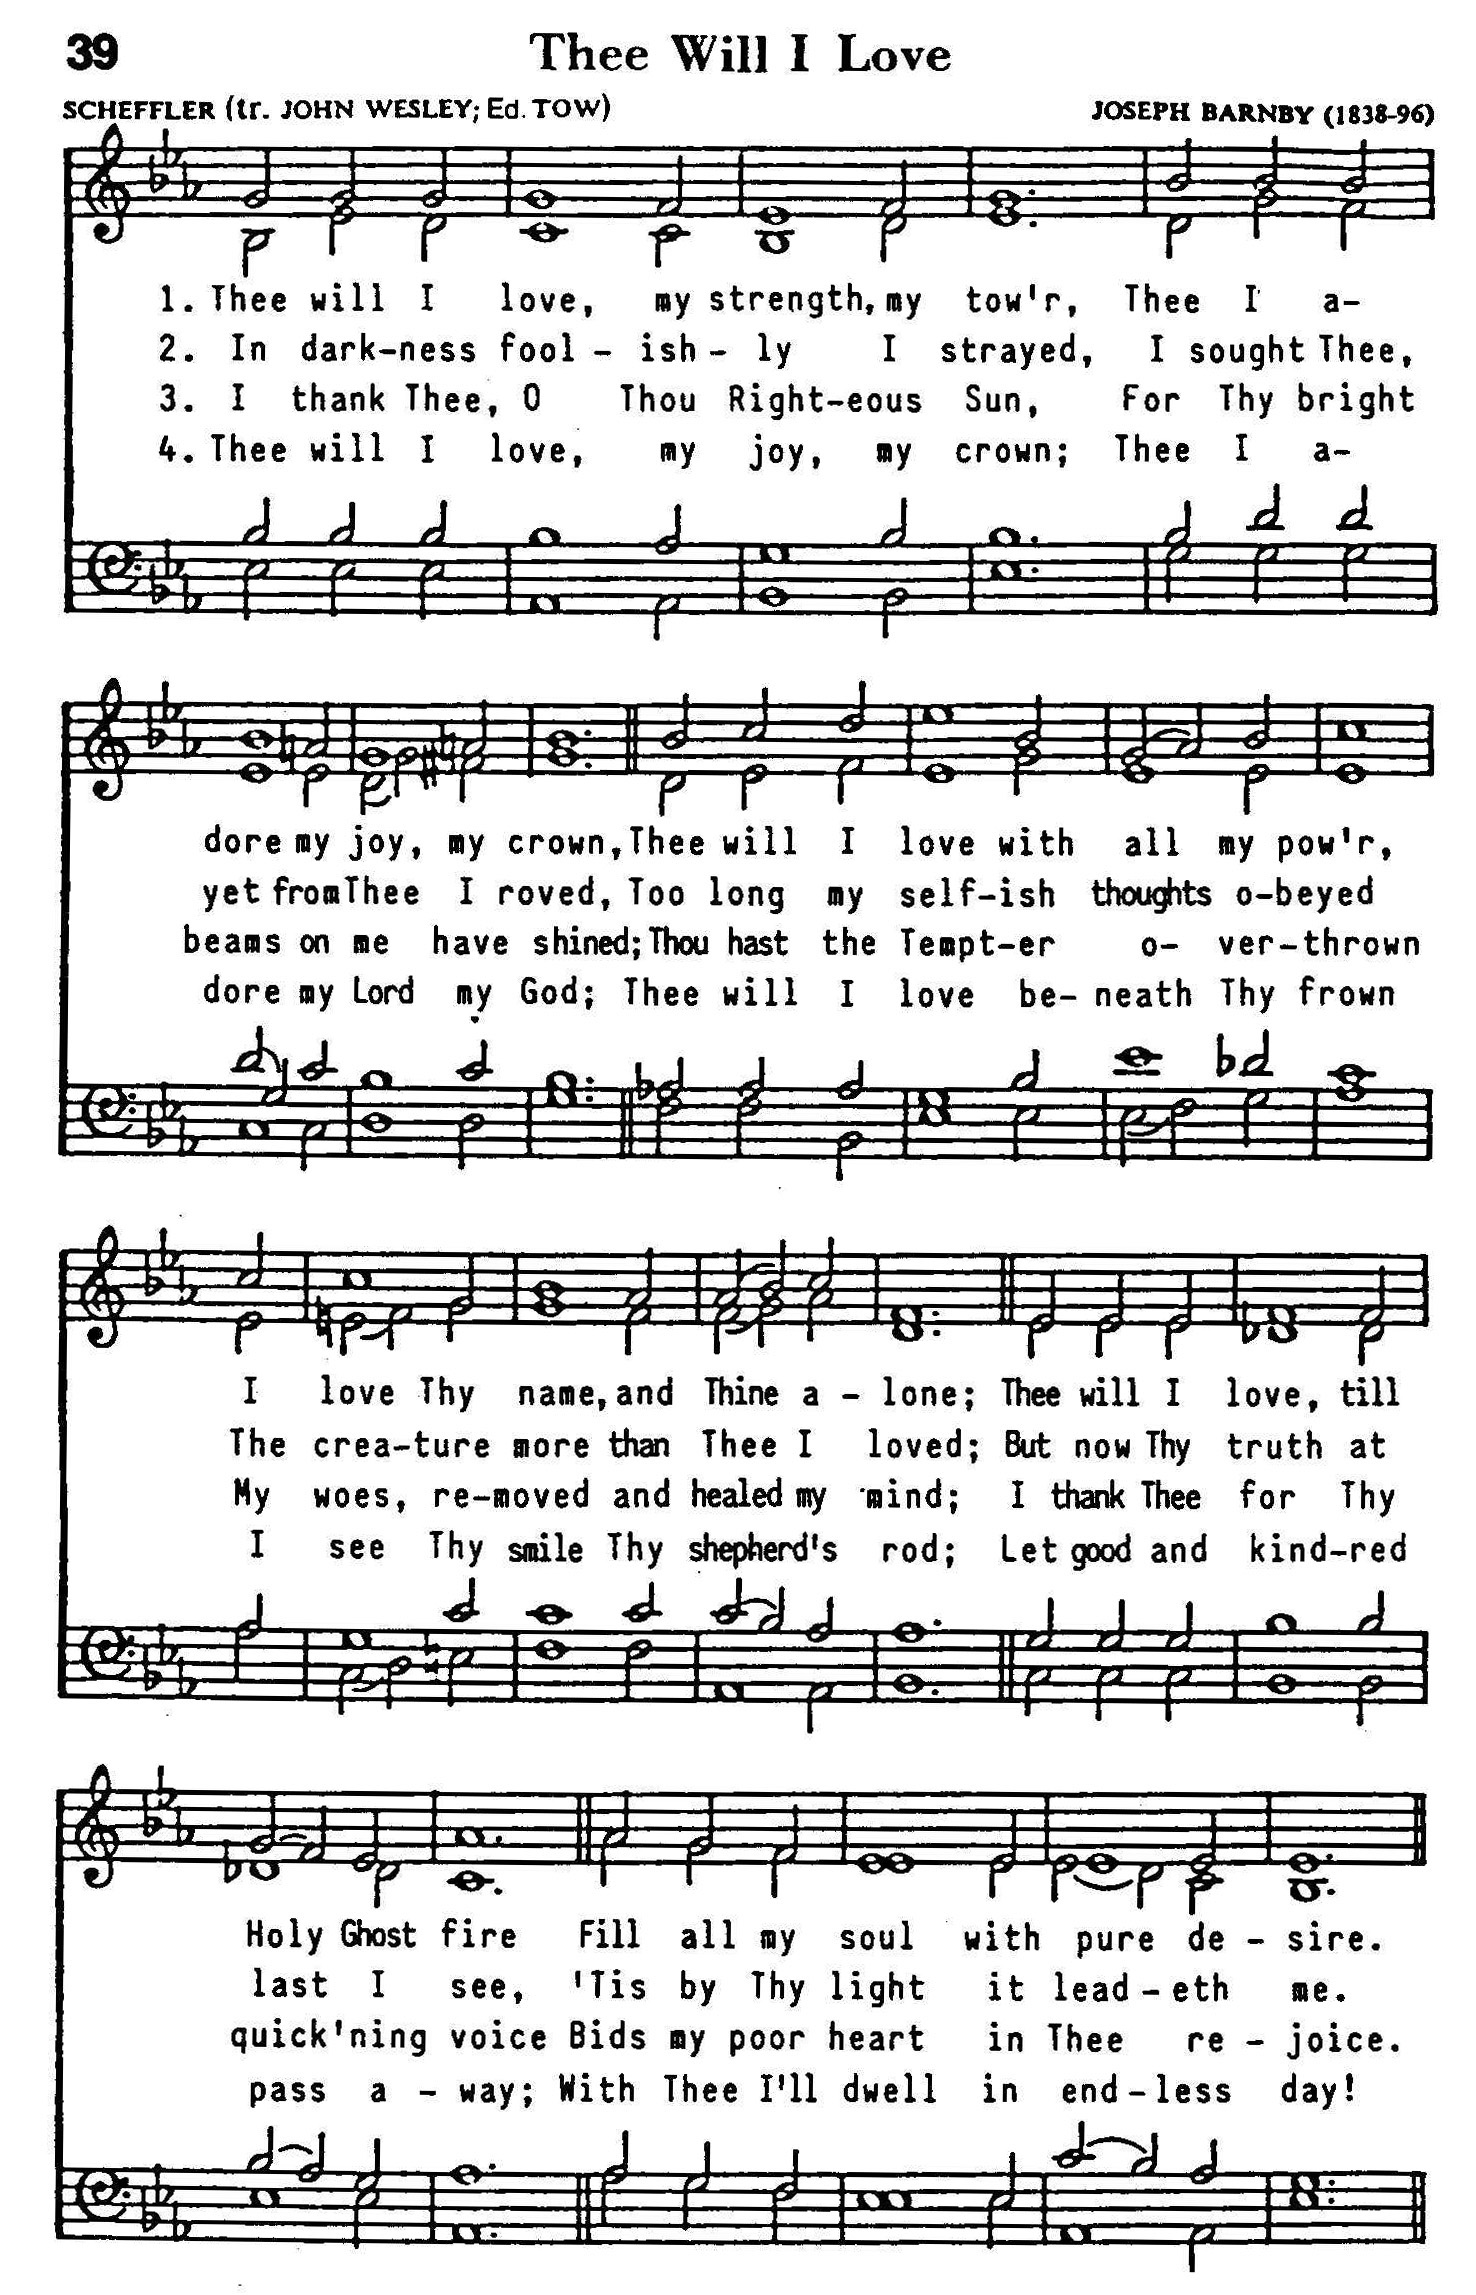 39 Thee Will I Love
SCHEFFLER (tr. JOHN WESLEY; Ed. TOW) JOSEPH BARNBY (1838-96)
1. Thee will I love, my strength, my tow'r, Thee I a-
2. In dark-ness fool - ish - ly I strayed, I sought Thee,
3. I thank Thee, O Thou Right-eous Sun, For Thy bright
4. Thee will I love, my joy, my crown; Thee I a-
dore my joy, my crown, Thee will I love with all my pow'r,
yet from Thee I roved, Too long my self-ish thoughts o-beyed
beams on me have shined; Thou hast the Tempt-er o- ver-thrown
dore my Lord my God; Thee will I love be- neath Thy frown
I love Thy name, and Thine a - lone; Thee will I love, till
The crea-ture more than Thee I loved; But now Thy truth at
My woes, re-moved and healed my mind; I thank Thee for Thy
I see Thy smile Thy shepherd's rod; Let good and kind-red
Holy Ghost fire Fill all my soul with pure de - sire.
last I see, 'Tis by Thy light it lead - eth me.
quick'ning voice Bids my poor heart in Thee re - joice.
pass a - way; With Thee I'll dwell in end-less day!